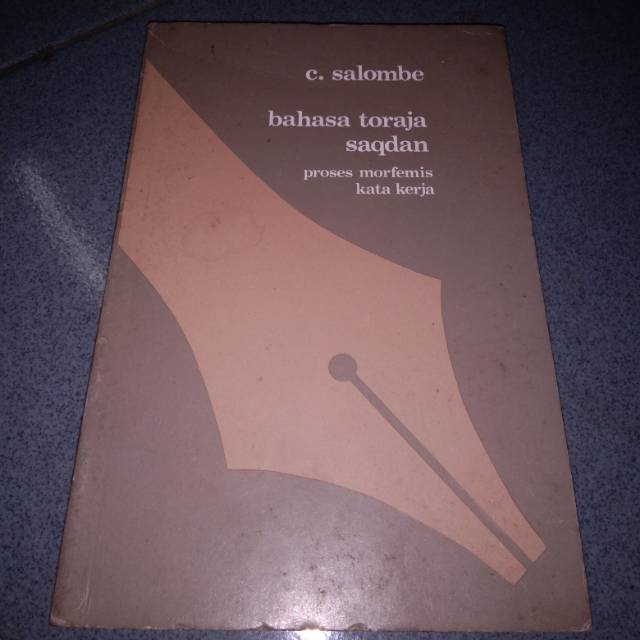 c. salombe
bahasa toraja
saqdan
proses morfemis
kata kerja